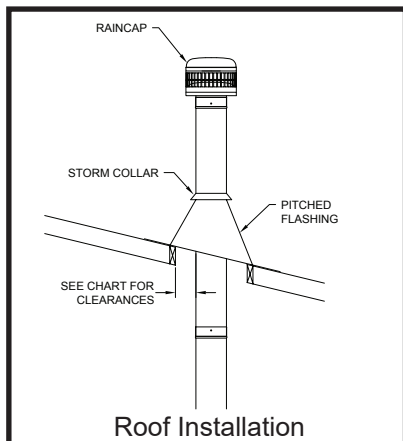 RAINCAP
STORM COLLAR
PITCHED
FLASHING
SEE CHART FOR
CLEARANCES
Roof Installation